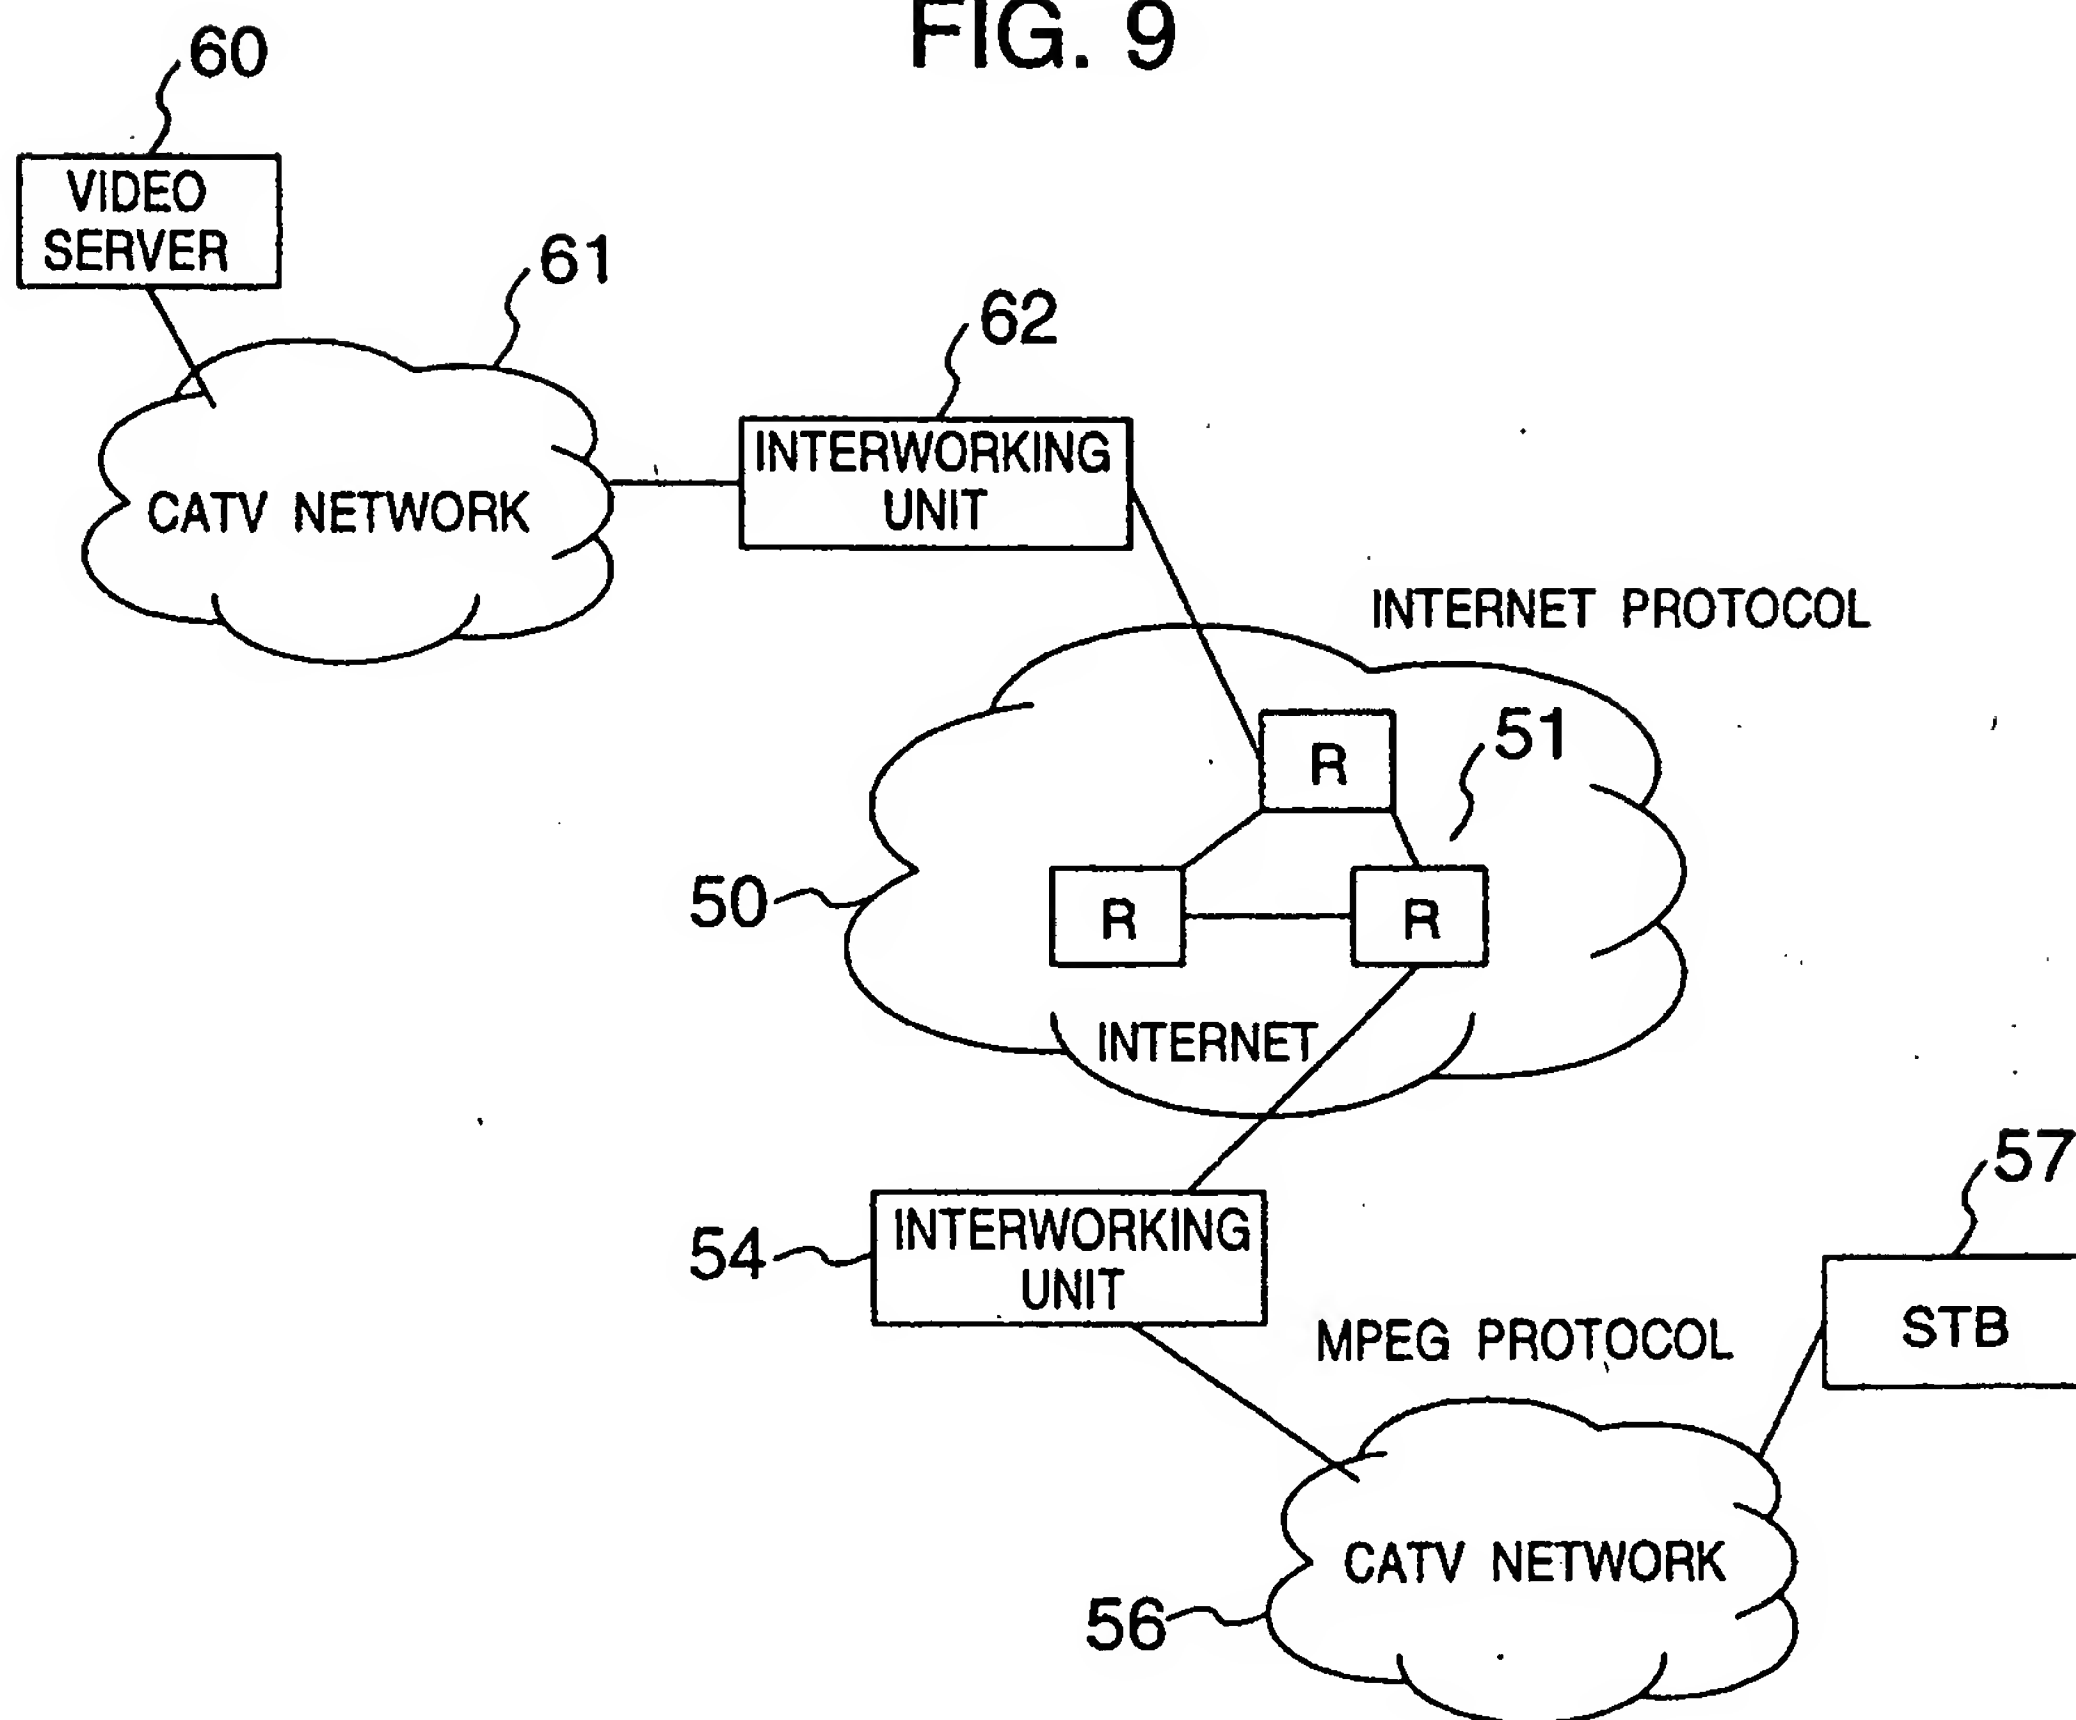 FIG. 9
60
VIDEO
SERVER
61
CATV NETWORK
62
INTERWORKING
UNIT
INTERNET PROTOCOL
R
51
50
R
R
INTERNET
54
INTERWORKING
UNIT
57
STB
MPEG PROTOCOL
CATV NETWORK
56